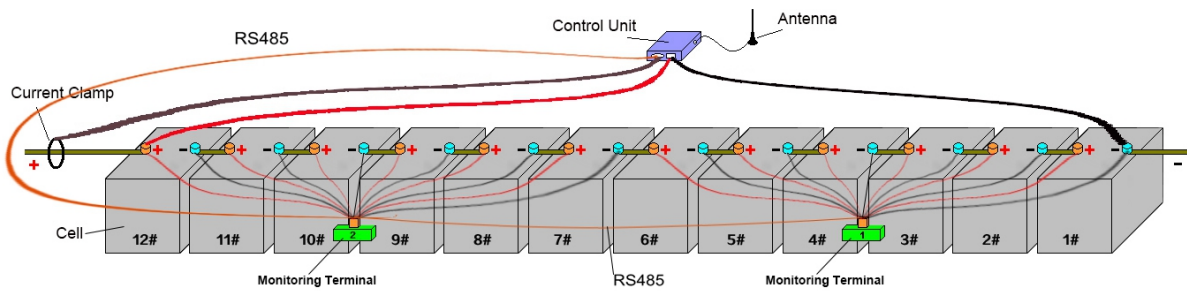 Antenna
Control Unit
RS485
Current Clamp
+
+ - + - + - + - + - + - + - + - + - + - + - +
-
Cell
12# 11# 10# 9# 8# 7# 6# 5# 4# 3# 2# 1#
2
1
Monitoring Terminal
RS485
Monitoring Terminal